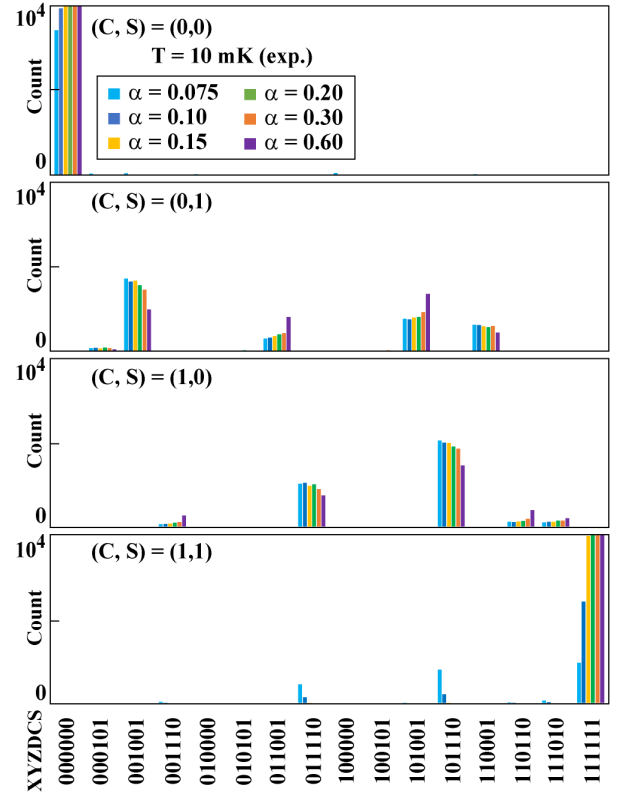 10⁴
(C, S) = (0,0)
T = 10 mK (exp.)
Count
α = 0.075
α = 0.20
α = 0.10
α = 0.30
α = 0.15
α = 0.60
0
10⁴
(C, S) = (0,1)
Count
0
10⁴
(C, S) = (1,0)
Count
0
10⁴
(C, S) = (1,1)
Count
0
XYZDCS
000000
000101
001001
001110
010000
010101
011001
011110
100000
100101
101001
101110
110001
110110
111010
111111